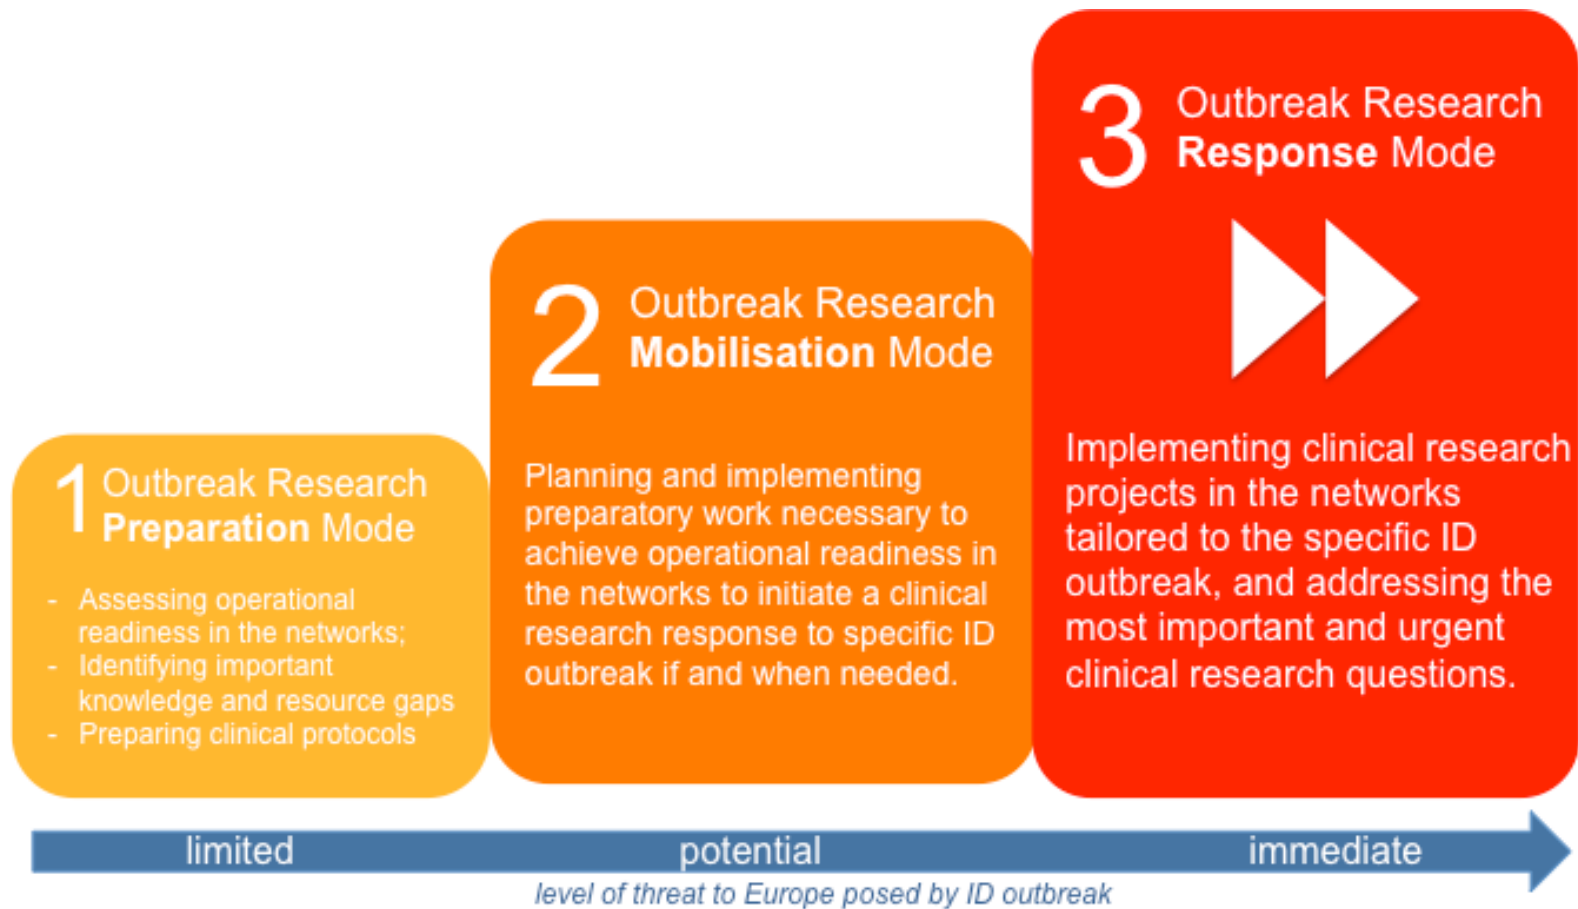 1
Outbreak Research
Preparation Mode
- Assessing operational
readiness in the networks;
- Identifying important
knowledge and resource gaps
- Preparing clinical protocols
2
Outbreak Research
Mobilisation Mode
Planning and implementing
preparatory work necessary to
achieve operational readiness in
the networks to initiate a clinical
research response to specific ID
outbreak if and when needed.
3
Outbreak Research
Response Mode
Implementing clinical research
projects in the networks
tailored to the specific ID
outbreak, and addressing the
most important and urgent
clinical research questions.
limited
potential
immediate
level of threat to Europe posed by ID outbreak